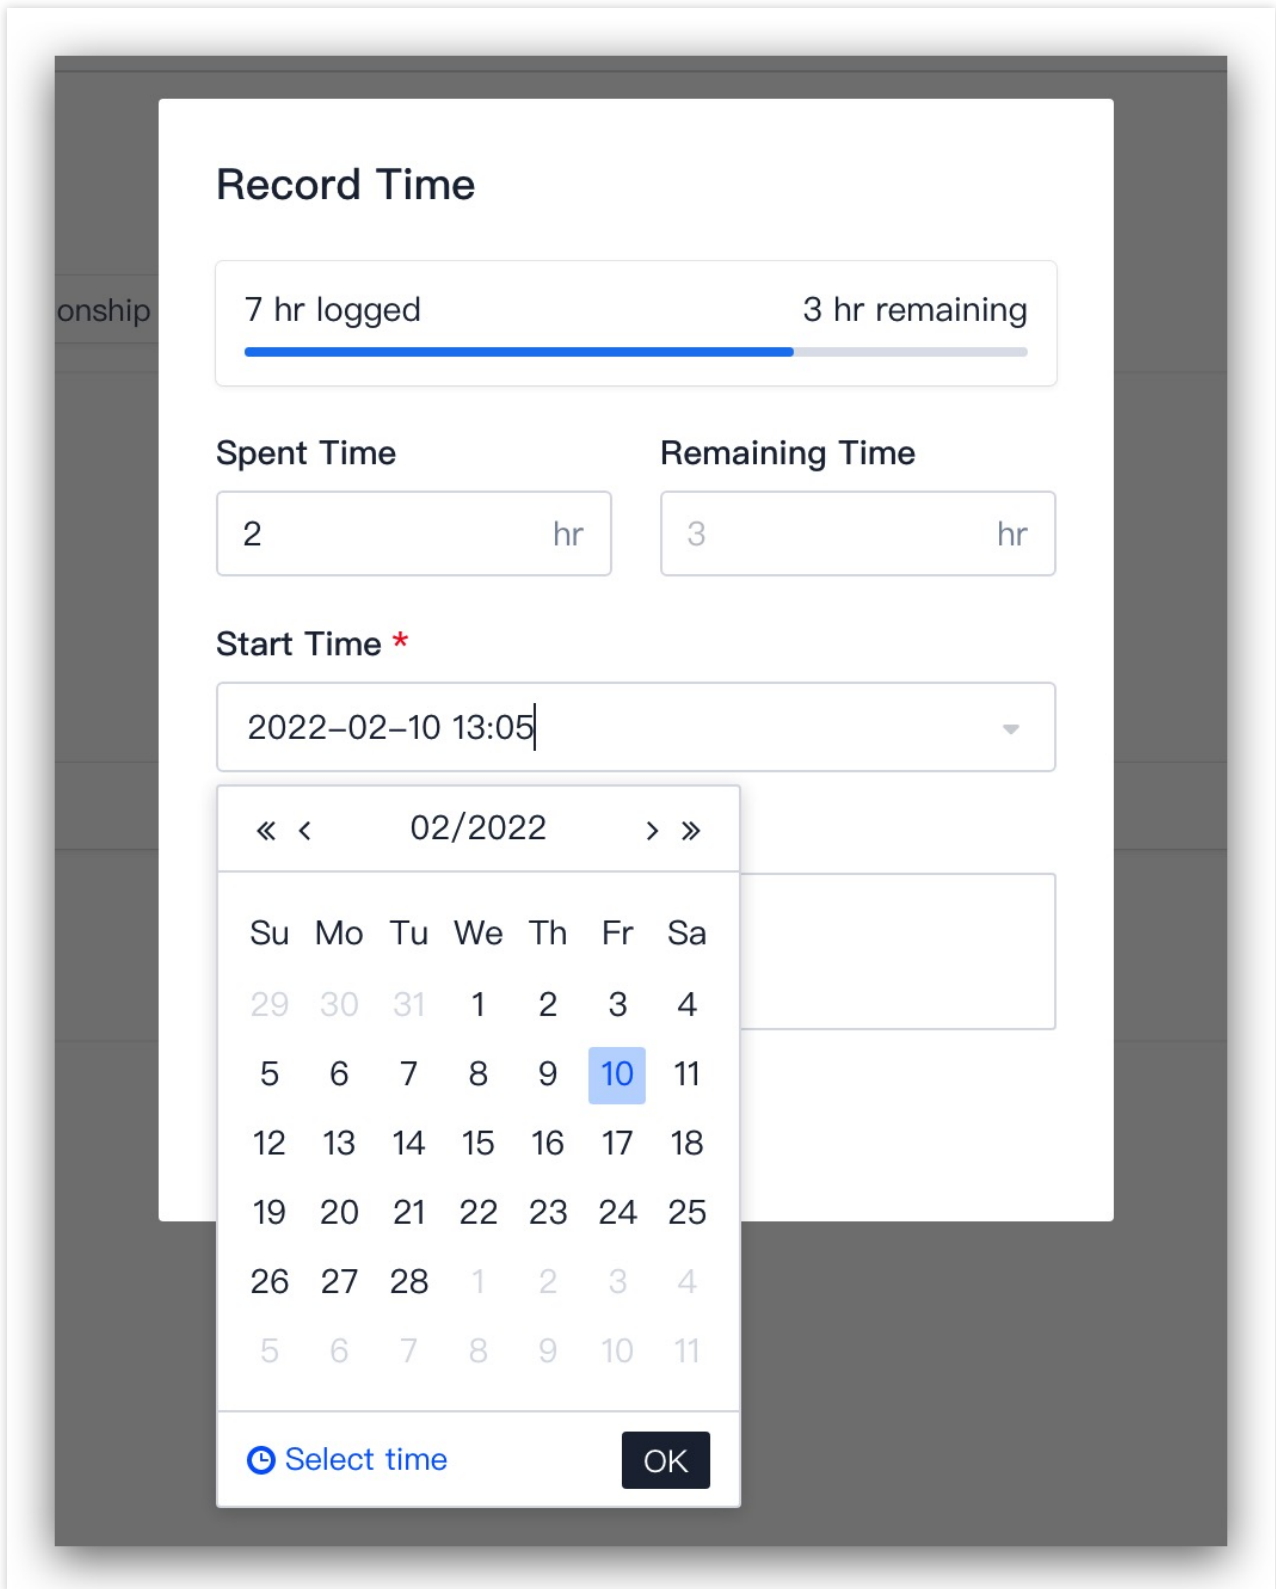 Record Time
onship
7 hr logged 3 hr remaining
Spent Time Remaining Time
2 hr 3 hr
Start Time *
2022-02-10 13:05
« < 02/2022 > »
Su Mo Tu We Th Fr Sa
29 30 31 1 2 3 4
5 6 7 8 9 10 11
12 13 14 15 16 17 18
19 20 21 22 23 24 25
26 27 28 1 2 3 4
5 6 7 8 9 10 11
Select time OK